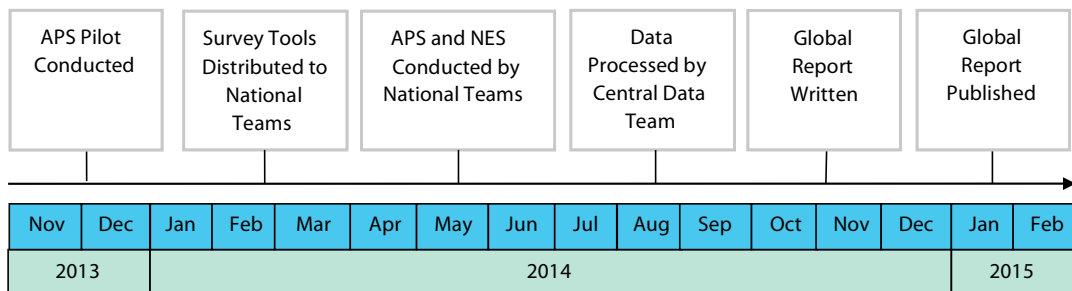 APS Pilot
Conducted
Survey Tools
Distributed to
National
Teams
APS and NES
Conducted by
National Teams
Data
Processed by
Central Data
Team
Global
Report
Written
Global
Report
Published
Nov Dec Jan Feb Mar Apr May Jun Jul Aug Sep Oct Nov Dec Jan Feb
2013 2014 2015